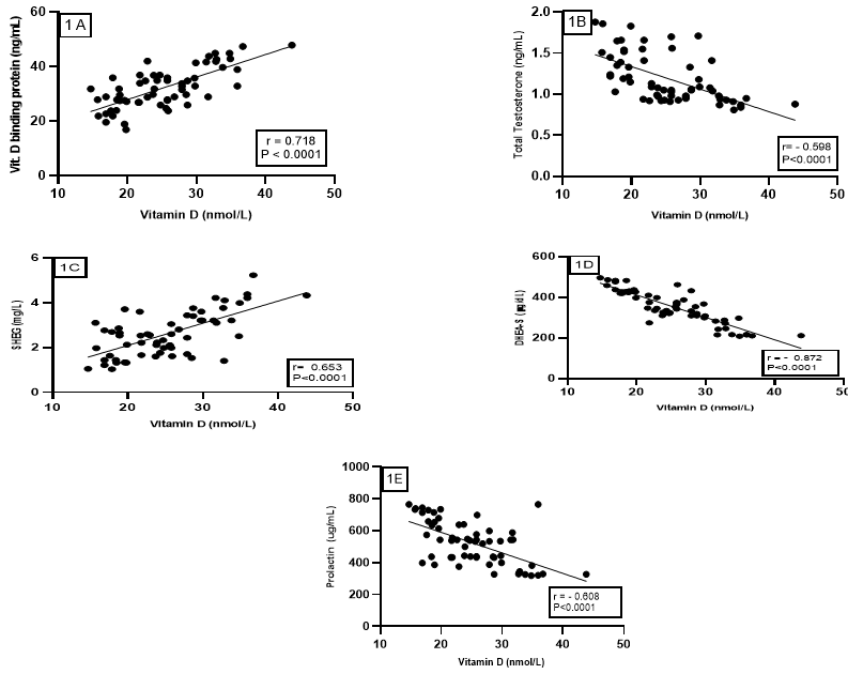 1A
Vit. D binding protein (ng/mL)
60
40
20
0
r = 0.718
P < 0.0001
10 20 30 40 50
Vitamin D (nmol/L)
1B
Total Testosterone (ng/mL)
2.0
1.5
1.0
0.5
0.0
r= - 0.598
P<0.0001
10 20 30 40 50
Vitamin D (nmol/L)
1C
SHBG (mg/L)
6
4
2
0
r= 0.653
P<0.0001
10 20 30 40 50
Vitamin D (nmol/L)
1D
DHEA-S (µg/dL)
600
400
200
0
r = - 0.872
P<0.0001
10 20 30 40 50
Vitamin D (nmol/L)
1E
Prolactin (ug/mL)
1000
800
600
400
200
0
r = - 0.608
P<0.0001
10 20 30 40 50
Vitamin D (nmol/L)